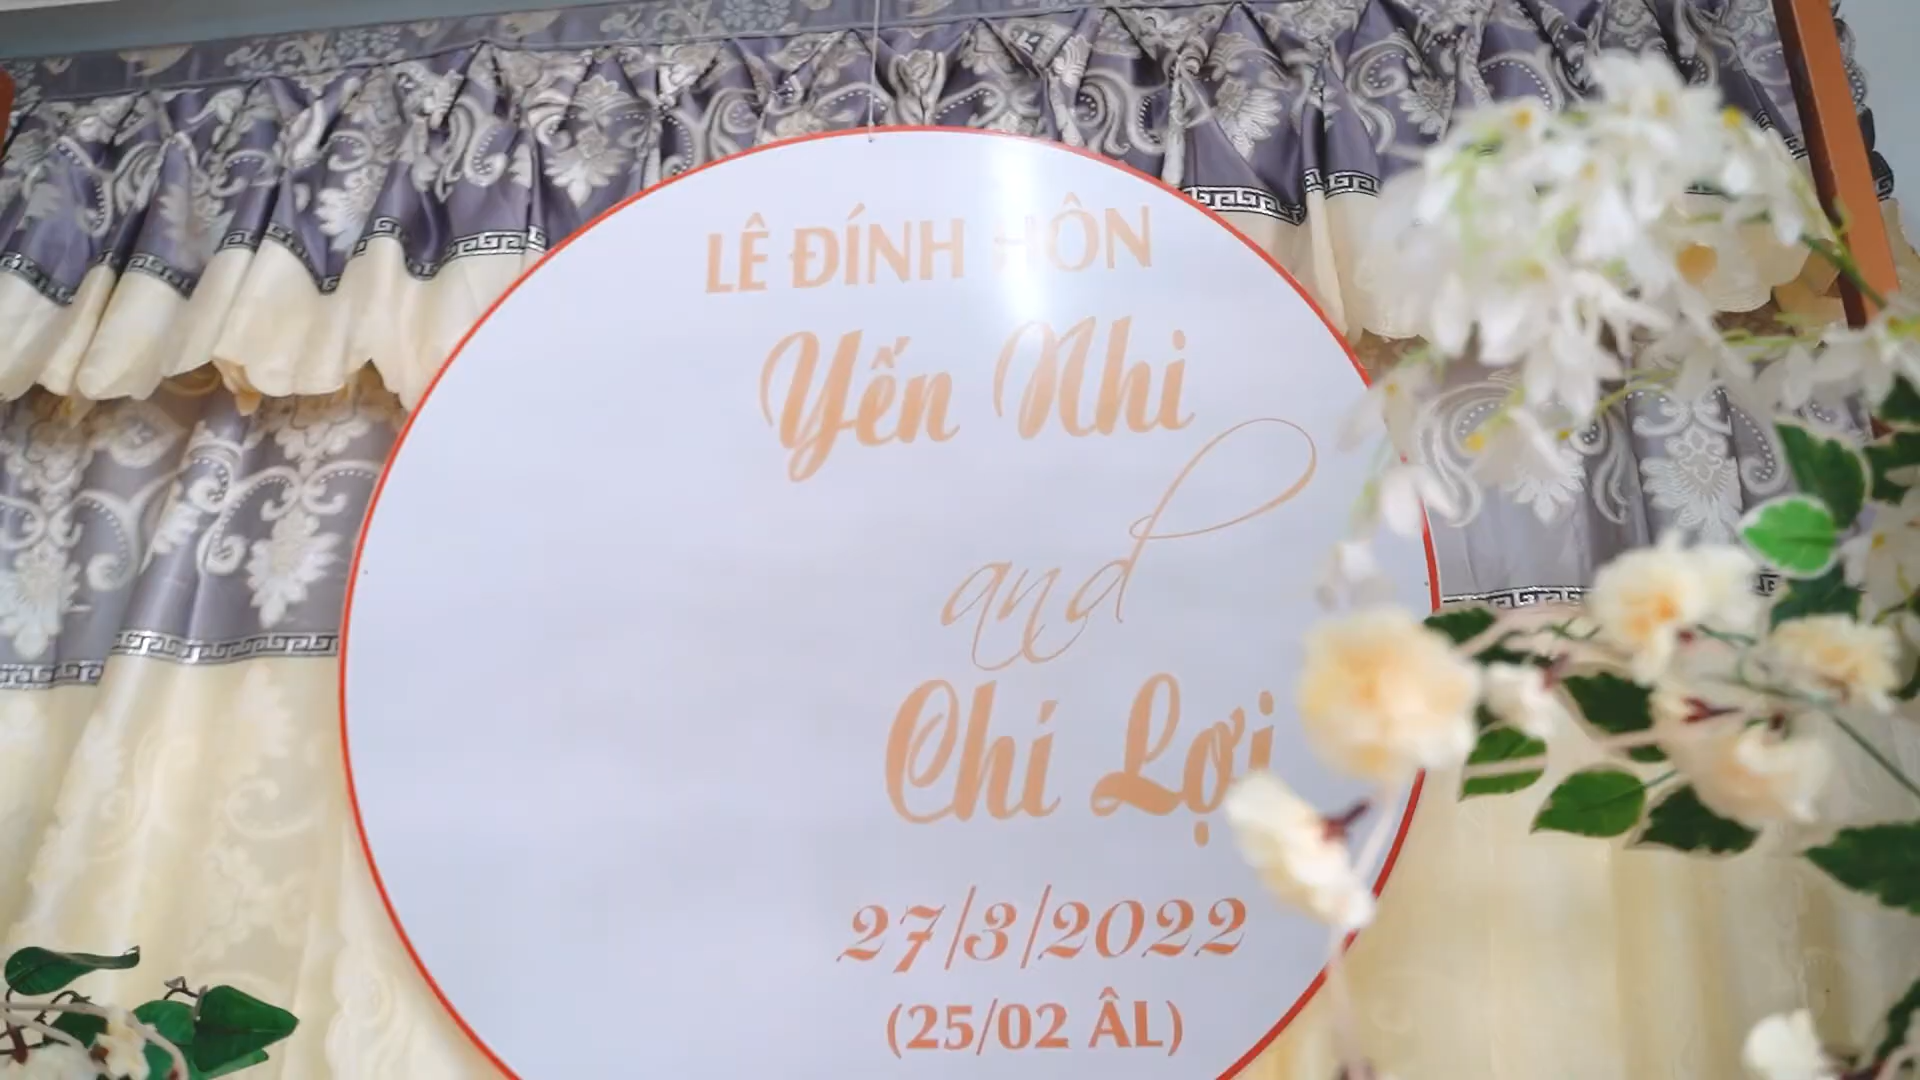 LÊ ĐÍNH HÔN
Yến Nhi
and
Chí Lợi
27/3/2022
(25/02 ÂL)